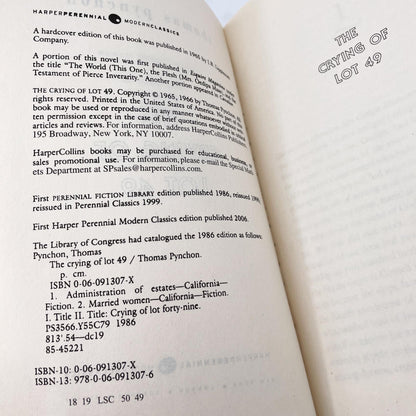 HARPERPERENNIAL MODERNCLASSICS
A hardcover edition of this book was published in 1966 by J.B.
A portion of this novel was first published in Esquire
the title "The World (This One), the Flesh (Mrs. Oedipa Maas),
Testament of Pierce Inverarity." Another portion appeared in
THE CRYING OF LOT 49. Copyright © 1965, 1966 by Thomas
rights reserved. Printed in the United States of America. No
book may be used or reproduced in any manner whatsoever
ten permission except in the case of brief quotations embodied
articles and reviews. For information, address HarperCollins
195 Broadway, New York, NY 10007.
HarperCollins books may be purchased for educational, business,
sales promotional use. For information, please e-mail the Special
ets Department at SPsales@harpercollins.com.
First PERENNIAL FICTION LIBRARY edition published 1986, reissued 1990,
reissued in Perennial Classics 1999.
First Harper Perennial Modern Classics edition published 2006.
The Library of Congress had catalogued the 1986 edition as follows:
Pynchon, Thomas
The crying of lot 49 / Thomas Pynchon.
p. cm.
ISBN 0-06-091307-X
1. Administration of estates—California—
Fiction. 2. Married women—California—Fiction.
I. Title II. Title: Crying of lot forty-nine.
PS3566.Y55C79 1986
813'.54—dc19
85-45221
ISBN-10: 0-06-091307-X
ISBN-13: 978-0-06-091307-6
18 19 LSC 50 49
THE
CRYING OF
LOT 49